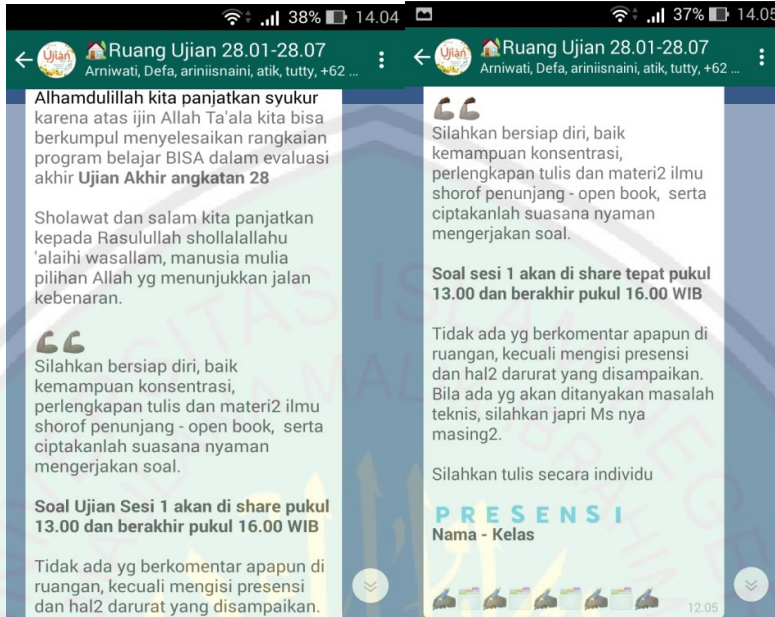 38% 14.04
Ujian
Ruang Ujian 28.01-28.07
Arniwati, Defa, ariniisnaini, atik, tutty, +62 ...
Alhamdulillah kita panjatkan syukur
karena atas ijin Allah Ta'ala kita bisa
berkumpul menyelesaikan rangkaian
program belajar BISA dalam evaluasi
akhir Ujian Akhir angkatan 28
Sholawat dan salam kita panjatkan
kepada Rasulullah shollalallahu
'alaihi wasallam, manusia mulia
pilihan Allah yg menunjukkan jalan
kebenaran.
Silahkan bersiap diri, baik
kemampuan konsentrasi,
perlengkapan tulis dan materi2 ilmu
shorof penunjang - open book, serta
ciptakanlah suasana nyaman
mengerjakan soal.
Soal Ujian Sesi 1 akan di share pukul
13.00 dan berakhir pukul 16.00 WIB
Tidak ada yg berkomentar apapun di
ruangan, kecuali mengisi presensi
dan hal2 darurat yang disampaikan.
37% 14.05
Ujian
Ruang Ujian 28.01-28.07
Arniwati, Defa, ariniisnaini, atik, tutty, +62 ...
Silahkan bersiap diri, baik
kemampuan konsentrasi,
perlengkapan tulis dan materi2 ilmu
shorof penunjang - open book, serta
ciptakanlah suasana nyaman
mengerjakan soal.
Soal sesi 1 akan di share tepat pukul
13.00 dan berakhir pukul 16.00 WIB
Tidak ada yg berkomentar apapun di
ruangan, kecuali mengisi presensi
dan hal2 darurat yang disampaikan.
Bila ada yg akan ditanyakan masalah
teknis, silahkan japri Ms nya
masing2.
Silahkan tulis secara individu
PRESENSI
Nama - Kelas
12.05